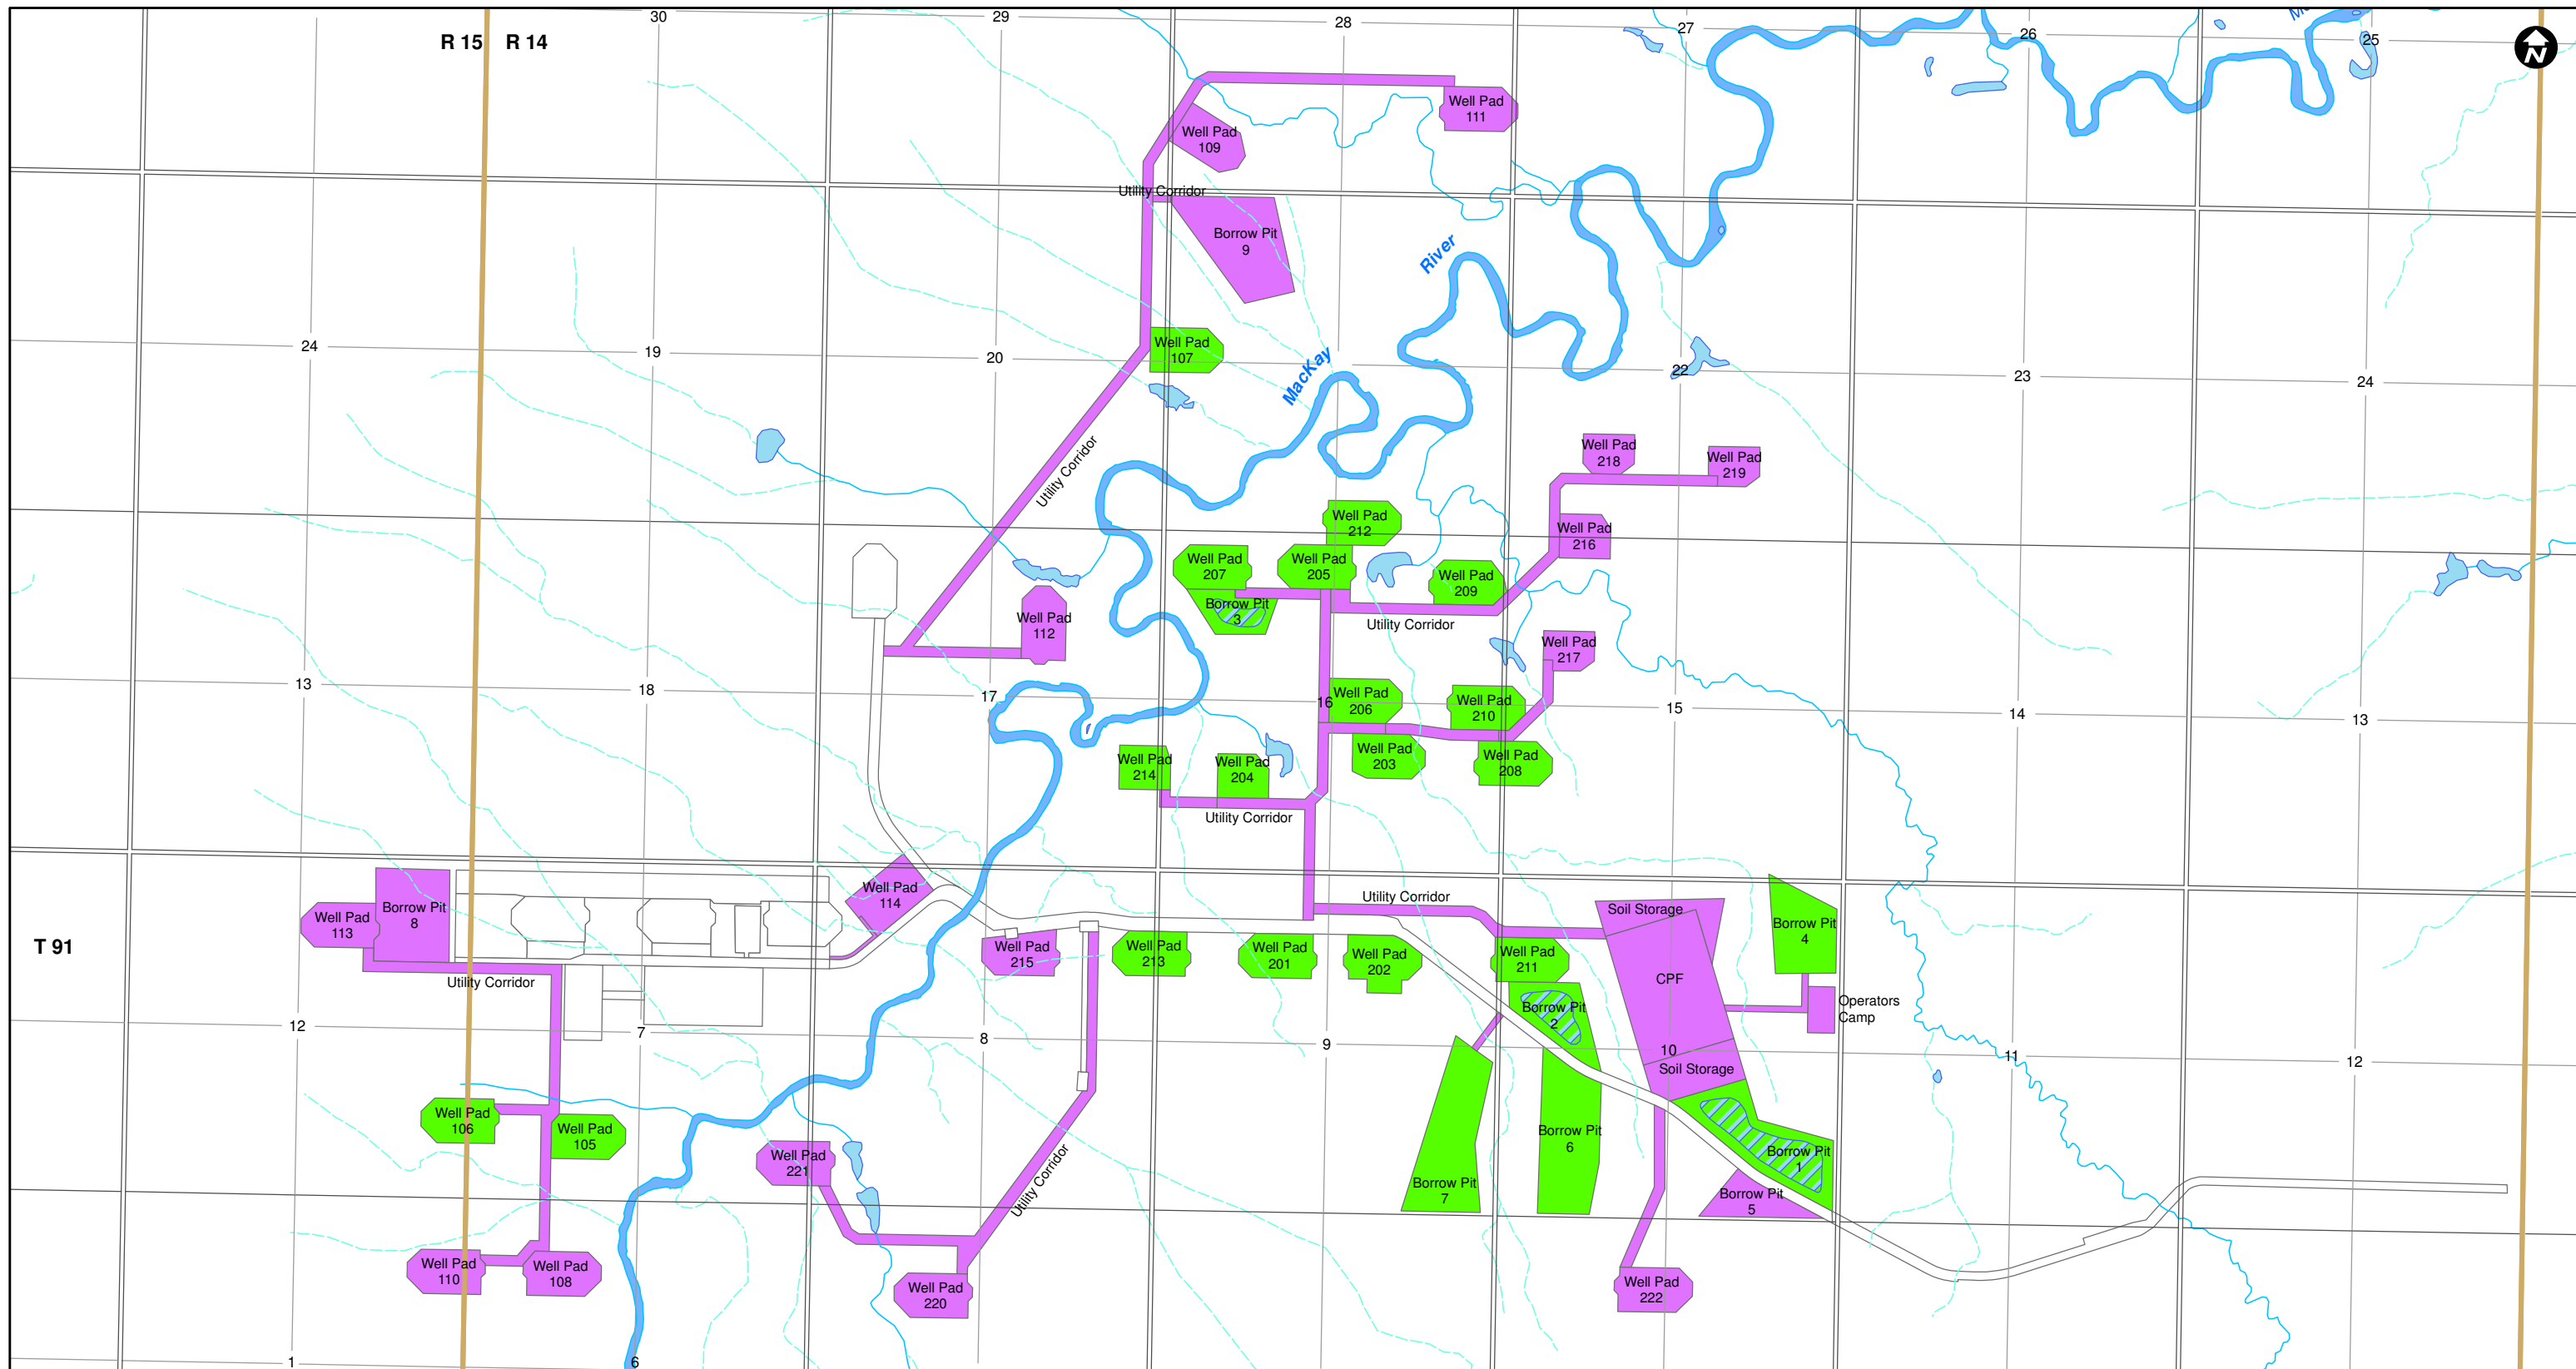 30
29
28
27
26
25
M
R 15
R 14
N
Well Pad
111
Well Pad
109
Utility Corridor
Borrow Pit
9
River
MacKay
Well Pad
107
24
19
20
22
23
24
Utility Corridor
Well Pad
218
Well Pad
219
Well Pad
212
Well Pad
216
Well Pad
207
Well Pad
205
Well Pad
209
Borrow Pit
3
Utility Corridor
Well Pad
112
Well Pad
217
13
18
17
16
15
14
13
Well Pad
206
Well Pad
210
Well Pad
203
Well Pad
208
Well Pad
214
Well Pad
204
Utility Corridor
Well Pad
114
Utility Corridor
Soil Storage
Borrow Pit
8
Well Pad
113
Borrow Pit
4
T 91
Well Pad
215
Well Pad
213
Well Pad
201
Well Pad
202
Well Pad
211
CPF
Utility Corridor
Borrow Pit
2
Operators
Camp
12
7
8
9
10
11
12
Soil Storage
Well Pad
106
Well Pad
105
Well Pad
221
Utility Corridor
Borrow Pit
6
Borrow Pit
1
Borrow Pit
7
Borrow Pit
5
Well Pad
110
Well Pad
108
Well Pad
220
Well Pad
222
1
6